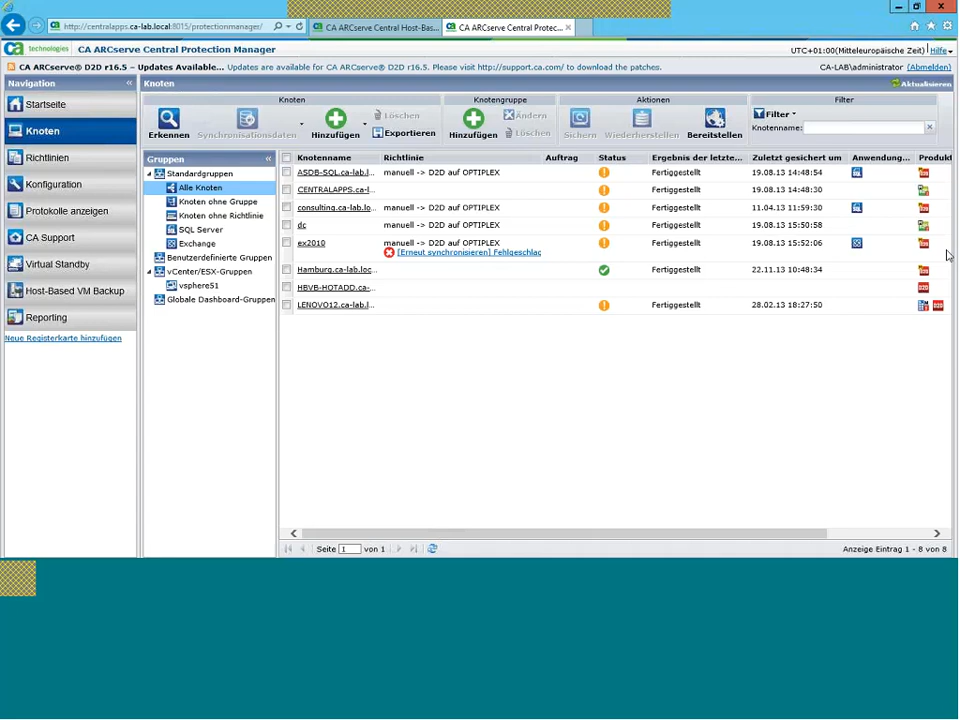 http://centralapps.ca-lab.local:8015/protectionmanager/
CA ARCserve Central Host-Bas...
CA ARCserve Central Protec...
ca technologies CA ARCserve Central Protection Manager
UTC+01:00(Mitteleuropäische Zeit) Hilfe
CA ARCserve® D2D r16.5 – Updates Available... Updates are available for CA ARCserve® D2D r16.5. Please visit http://support.ca.com/ to download the patches.
CA-LAB\administrator (Abmelden)
Navigation
Startseite
Knoten
Richtlinien
Konfiguration
Protokolle anzeigen
CA Support
Virtual Standby
Host-Based VM Backup
Reporting
Neue Registerkarte hinzufügen
Knoten
Aktualisieren
Knoten
Erkennen
Synchronisationsdaten
Hinzufügen
Löschen
Exportieren
Knotengruppe
Hinzufügen
Ändern
Löschen
Aktionen
Sichern
Wiederherstellen
Bereitstellen
Filter
Filter
Knotenname:
Gruppen
Standardgruppen
Alle Knoten
Knoten ohne Gruppe
Knoten ohne Richtlinie
SQL Server
Exchange
Benutzerdefinierte Gruppen
vCenter/ESX-Gruppen
vsphere51
Globale Dashboard-Gruppen
Knotenname Richtlinie Auftrag Status Ergebnis der letzte... Zuletzt gesichert um Anwendung... Produkt
ASDB-SQL.ca-lab.l... manuell -> D2D auf OPTIPLEX Fertiggestellt 19.08.13 14:48:54
CENTRALAPPS.ca-l... manuell -> D2D auf OPTIPLEX Fertiggestellt 19.08.13 14:48:30
consulting.ca-lab.lo... manuell -> D2D auf OPTIPLEX Fertiggestellt 11.04.13 11:59:30
dc manuell -> D2D auf OPTIPLEX Fertiggestellt 19.08.13 15:50:58
ex2010 manuell -> D2D auf OPTIPLEX Fertiggestellt 19.08.13 15:52:06
[Erneut synchronisieren] Fehlgeschlag
Hamburg.ca-lab.loc... Fertiggestellt 22.11.13 10:48:34
HBVB-HOTADD.ca-...
LENOVO12.ca-lab.l... Fertiggestellt 28.02.13 18:27:50
Seite 1 von 1
Anzeige Eintrag 1 - 8 von 8